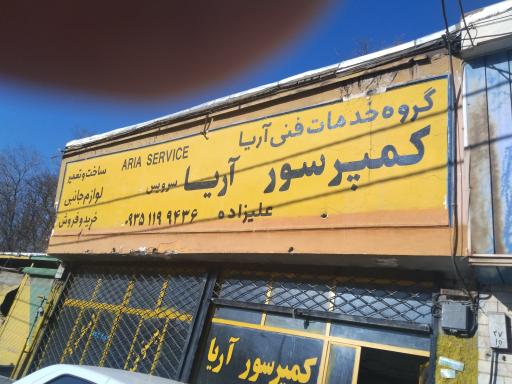 گروه خدمات فنی آریا
کمپرسور آریا
سرویس
علیزاده ۰۹۳۵ ۱۱۹ ۹۴۳۶
ARIA SERVICE
ساخت و تعمیر
لوازم جانبی
خرید و فروش
کمپرسور آریا
۲۷